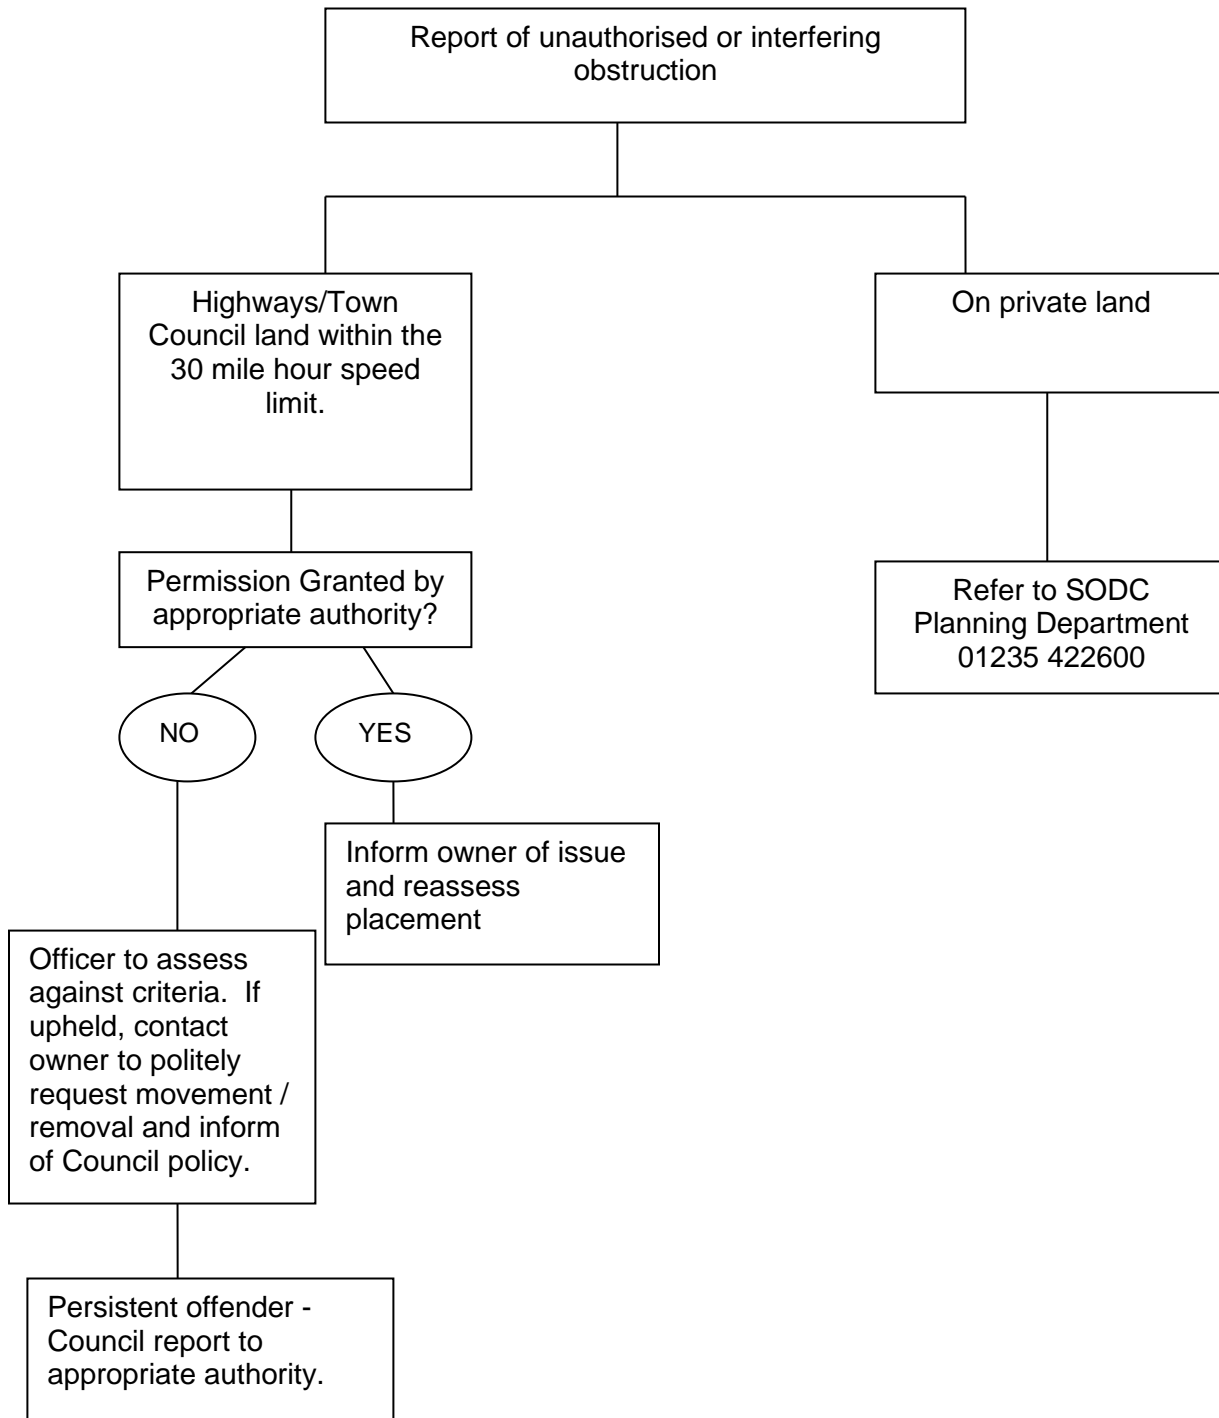 Report of unauthorised or interfering
obstruction
Highways/Town
Council land within the
30 mile hour speed
limit.
On private land
Permission Granted by
appropriate authority?
Refer to SODC
Planning Department
01235 422600
NO
YES
Inform owner of issue
and reassess
placement
Officer to assess
against criteria.  If
upheld, contact
owner to politely
request movement /
removal and inform
of Council policy.
Persistent offender -
Council report to
appropriate authority.